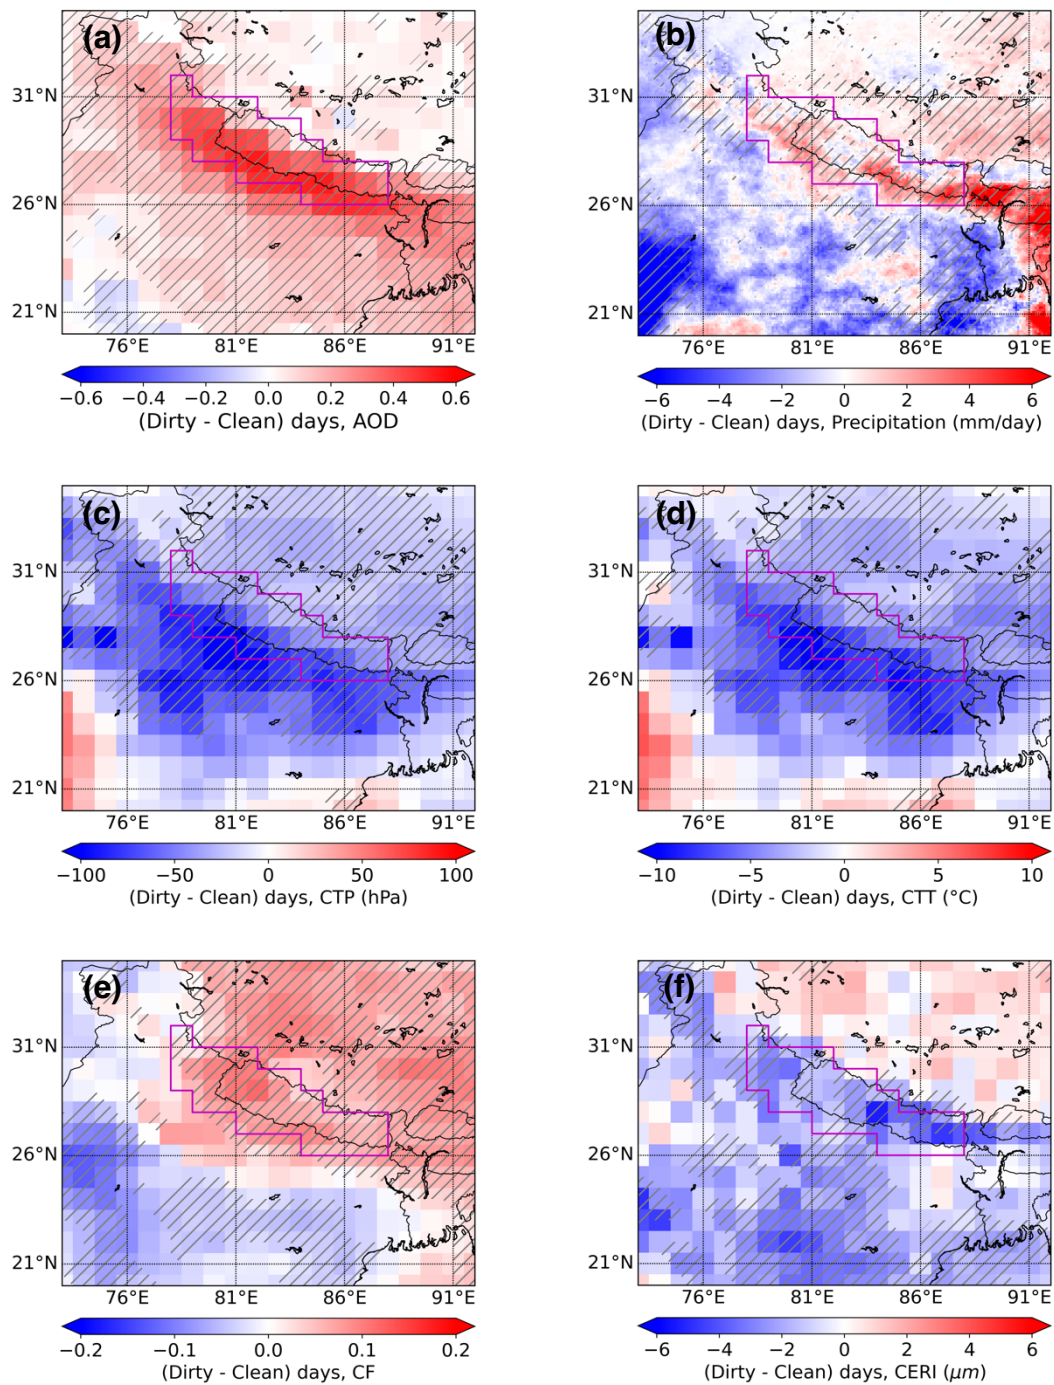 (a)
31°N
26°N
21°N
76°E 81°E 86°E 91°E
−0.6 −0.4 −0.2 0.0 0.2 0.4 0.6
(Dirty - Clean) days, AOD
(b)
31°N
26°N
21°N
76°E 81°E 86°E 91°E
−6 −4 −2 0 2 4 6
(Dirty - Clean) days, Precipitation (mm/day)
(c)
31°N
26°N
21°N
76°E 81°E 86°E 91°E
−100 −50 0 50 100
(Dirty - Clean) days, CTP (hPa)
(d)
31°N
26°N
21°N
76°E 81°E 86°E 91°E
−10 −5 0 5 10
(Dirty - Clean) days, CTT (°C)
(e)
31°N
26°N
21°N
76°E 81°E 86°E 91°E
−0.2 −0.1 0.0 0.1 0.2
(Dirty - Clean) days, CF
(f)
31°N
26°N
21°N
76°E 81°E 86°E 91°E
−6 −4 −2 0 2 4 6
(Dirty - Clean) days, CERI (μm)